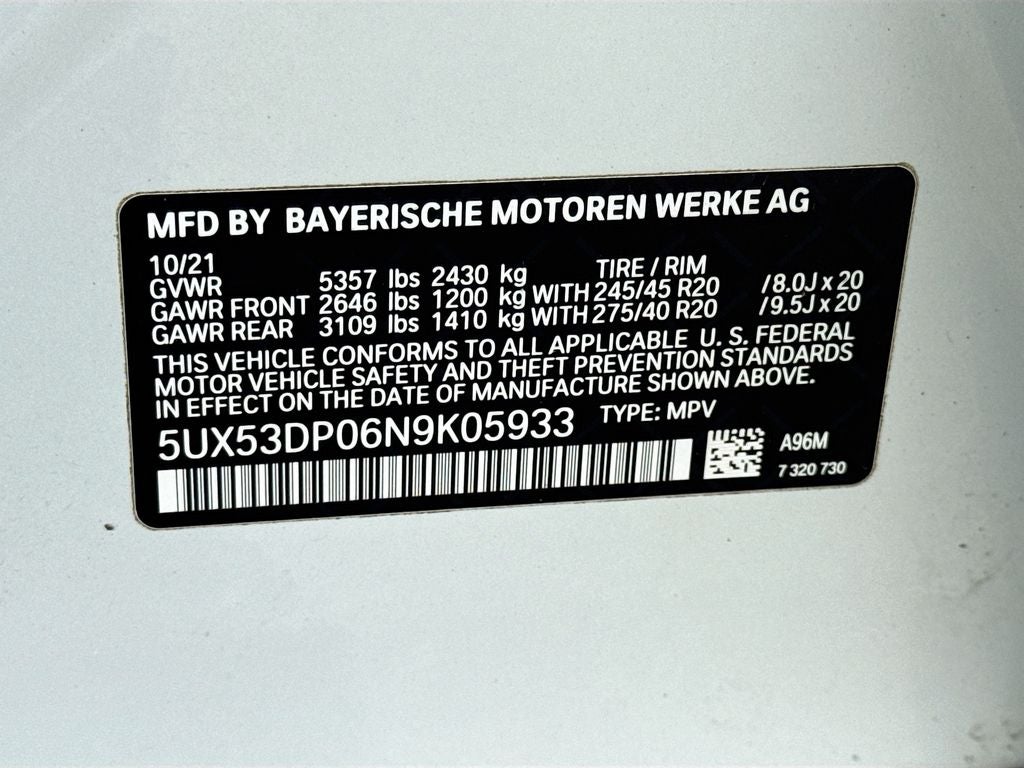 MFD BY BAYERISCHE MOTOREN WERKE AG
10/21 TIRE / RIM
GVWR 5357 lbs 2430 kg
GAWR FRONT 2646 lbs 1200 kg WITH 245/45 R20 /8.0J x 20
GAWR REAR 3109 lbs 1410 kg WITH 275/40 R20 /9.5J x 20
THIS VEHICLE CONFORMS TO ALL APPLICABLE U. S. FEDERAL
MOTOR VEHICLE SAFETY AND THEFT PREVENTION STANDARDS
IN EFFECT ON THE DATE OF MANUFACTURE SHOWN ABOVE.
5UX53DP06N9K05933 TYPE: MPV
A96M
7 320 730